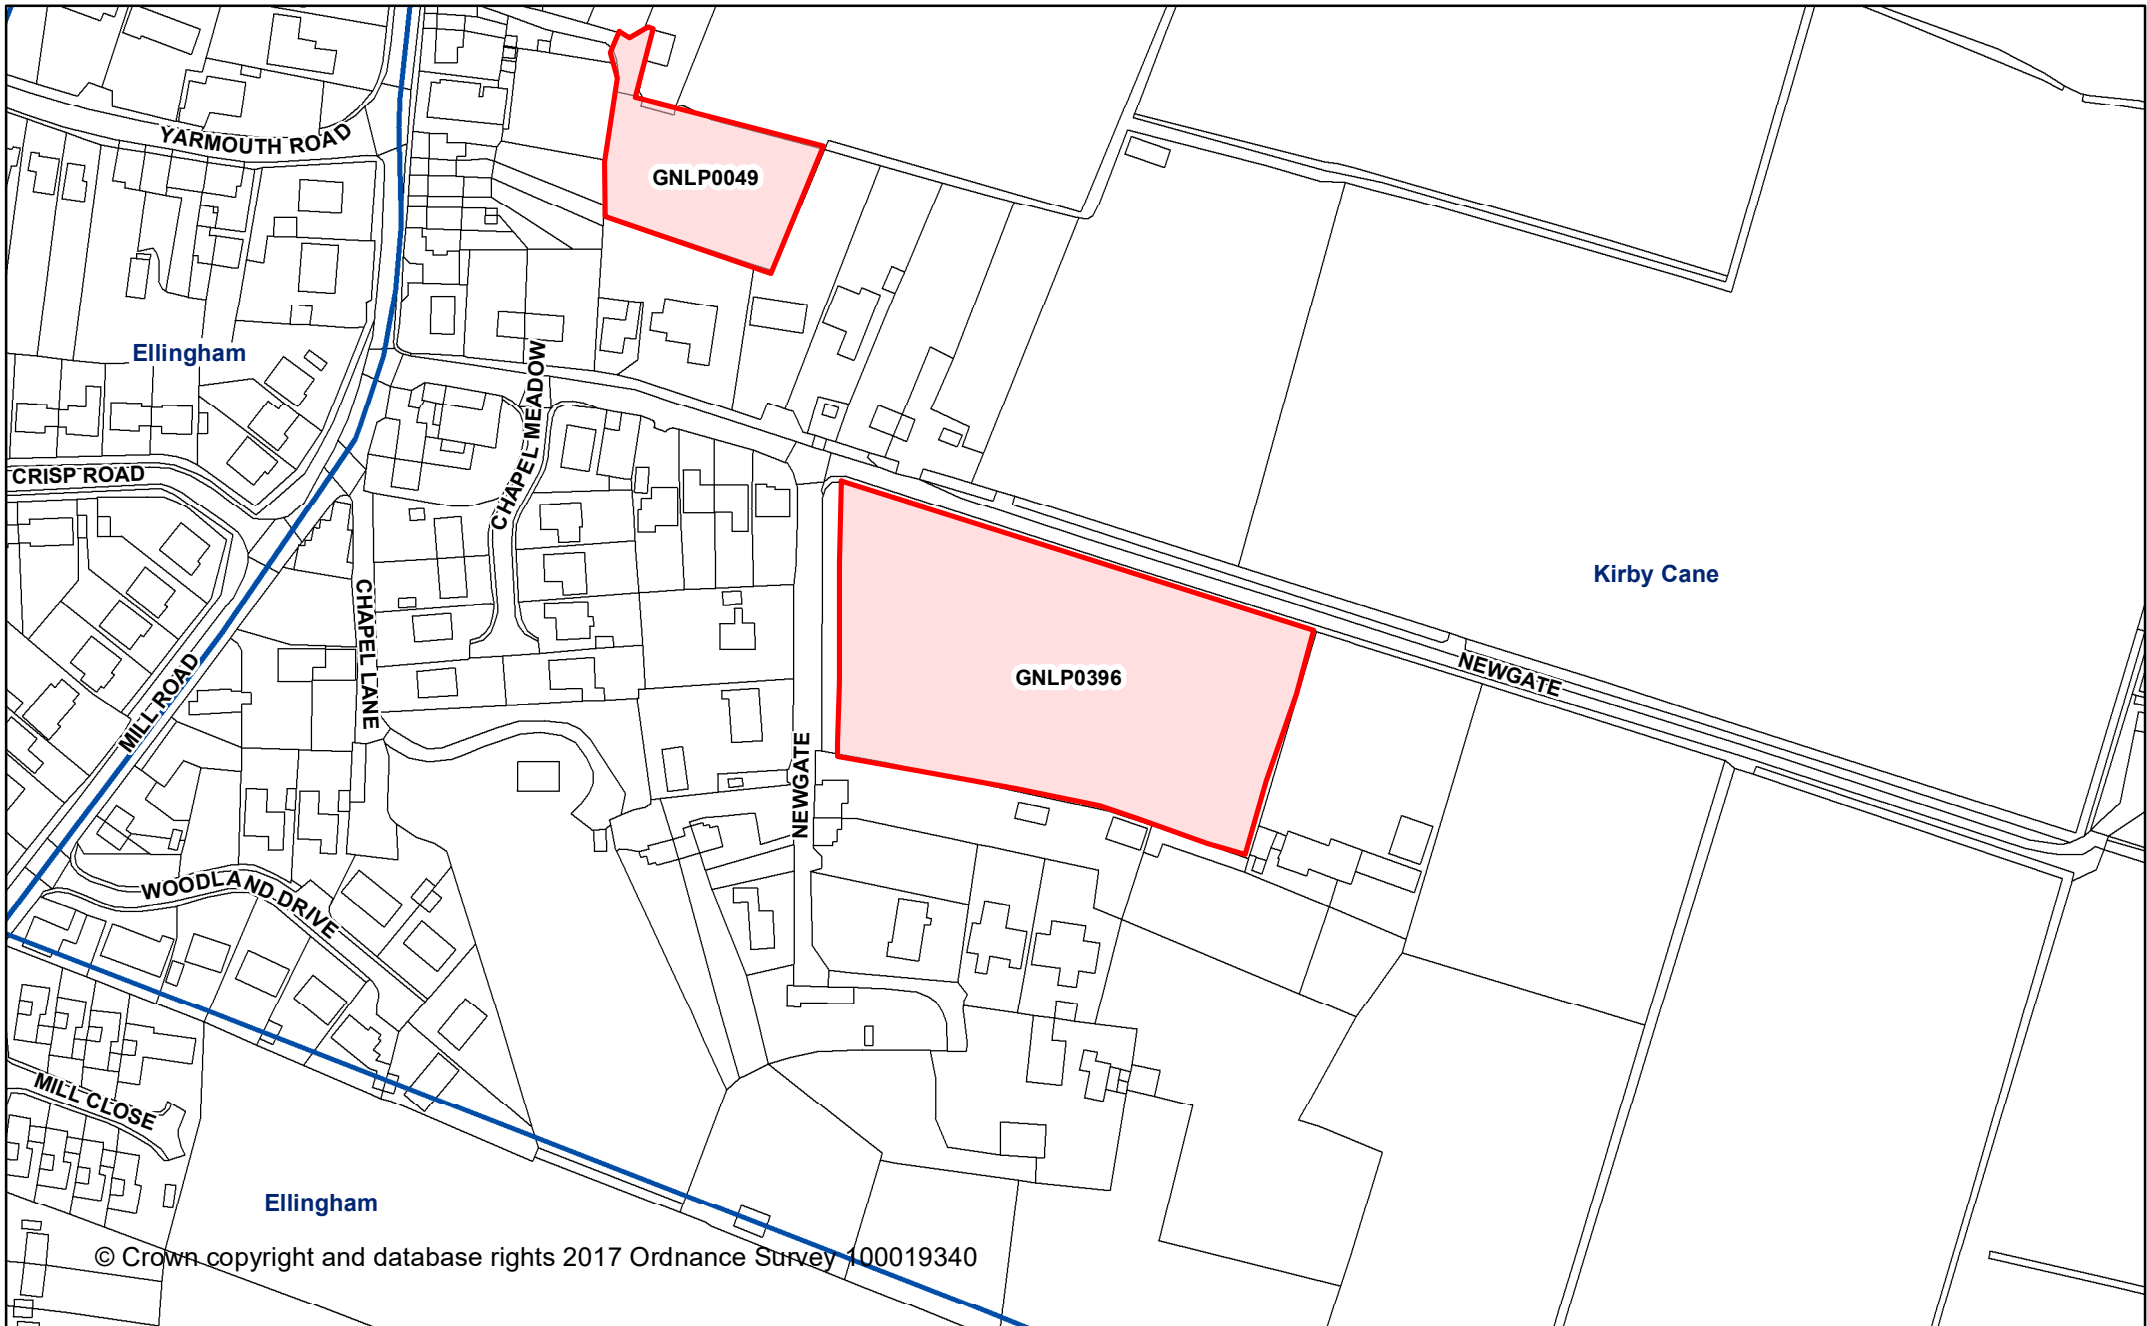 YARMOUTH ROAD
GNLP0049
Ellingham
CHAPEL MEADOW
CRISP ROAD
Kirby Cane
CHAPEL LANE
GNLP0396
NEWGATE
MILL ROAD
NEWGATE
WOODLAND DRIVE
MILL CLOSE
Ellingham
© Crown copyright and database rights 2017 Ordnance Survey 100019340